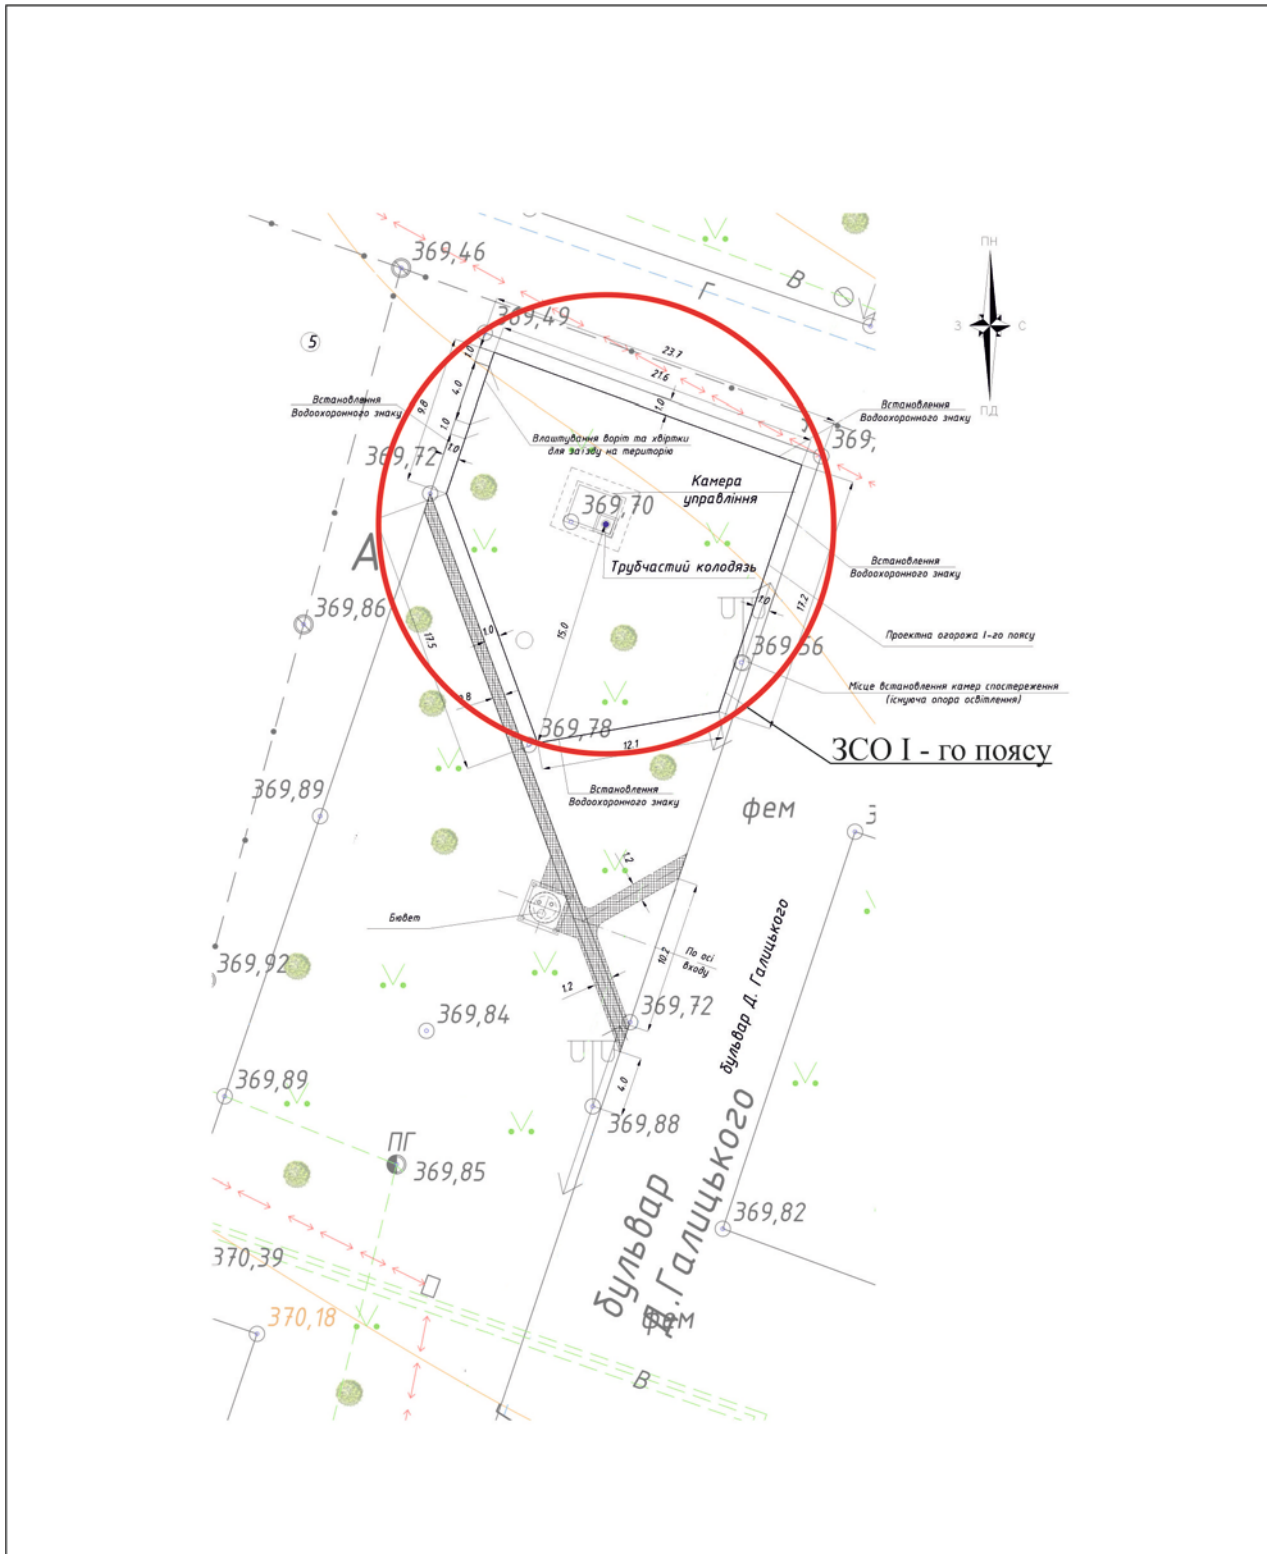 ПН
З
С
ПД
369,46
В
Г
5
369,49
23.7
21.6
1.0
4.0
9.8
1.0
1.0
1.0
Встановлення
Водоохоронного знаку
Встановлення
Водоохоронного знаку
Влаштування воріт та хвіртки
для заїзду на територію
369,
369,72
Камера
управління
369,70
А
Трубчастий колодязь
Встановлення
Водоохоронного знаку
369,86
17.5
1.0
15.0
1.0
17.2
Проектна огорожа І-го поясу
369,56
Місце встановлення камер спостереження
(існуюча опора освітлення)
369,78
12.1
ЗСО І - го поясу
369,89
Встановлення
Водоохоронного знаку
фем
1.2
Бювет
10.2
По осі
входу
бульвар Д. Галицького
369,92
1.2
369,84
369,72
4.0
369,89
369,88
ПГ
369,85
бульвар
Д.Галицького
369,82
370,39
370,18
фем
В
Г